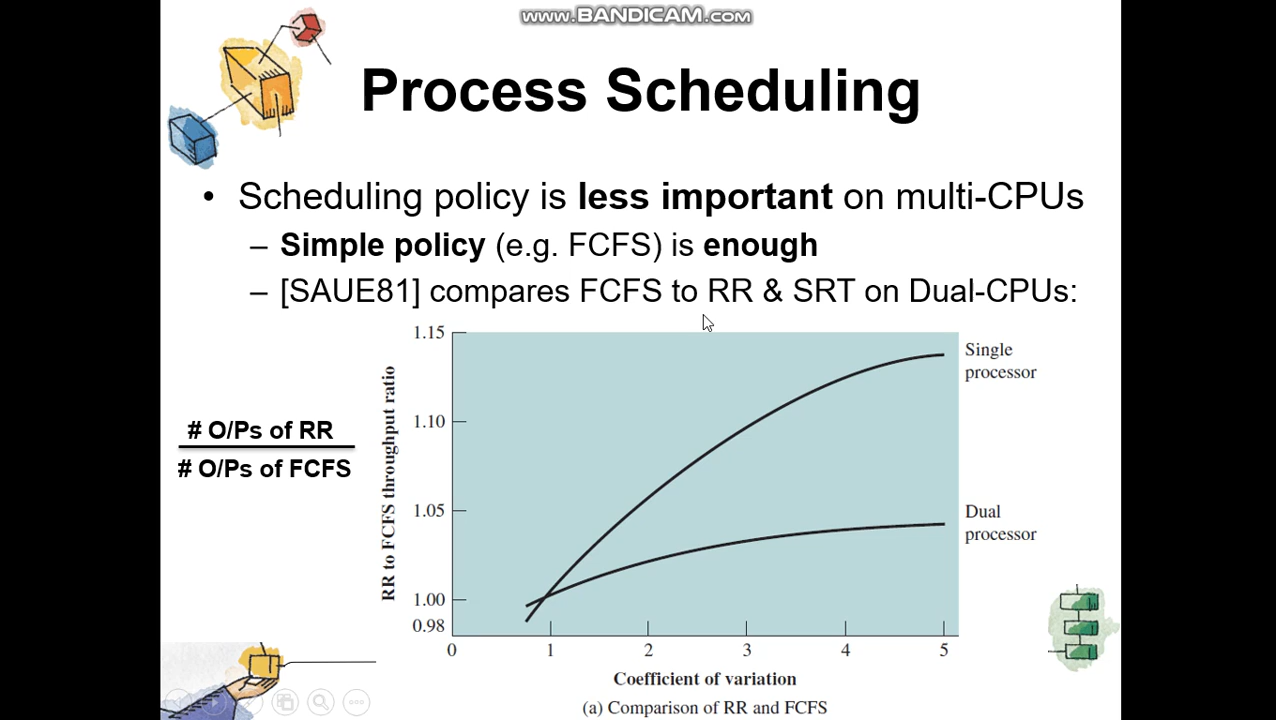 www.BANDICAM.com
Process Scheduling
• Scheduling policy is less important on multi-CPUs
– Simple policy (e.g. FCFS) is enough
– [SAUE81] compares FCFS to RR & SRT on Dual-CPUs:
# O/Ps of RR
# O/Ps of FCFS
RR to FCFS throughput ratio
1.15
1.10
1.05
1.00
0.98
Single
processor
Dual
processor
0 1 2 3 4 5
Coefficient of variation
(a) Comparison of RR and FCFS